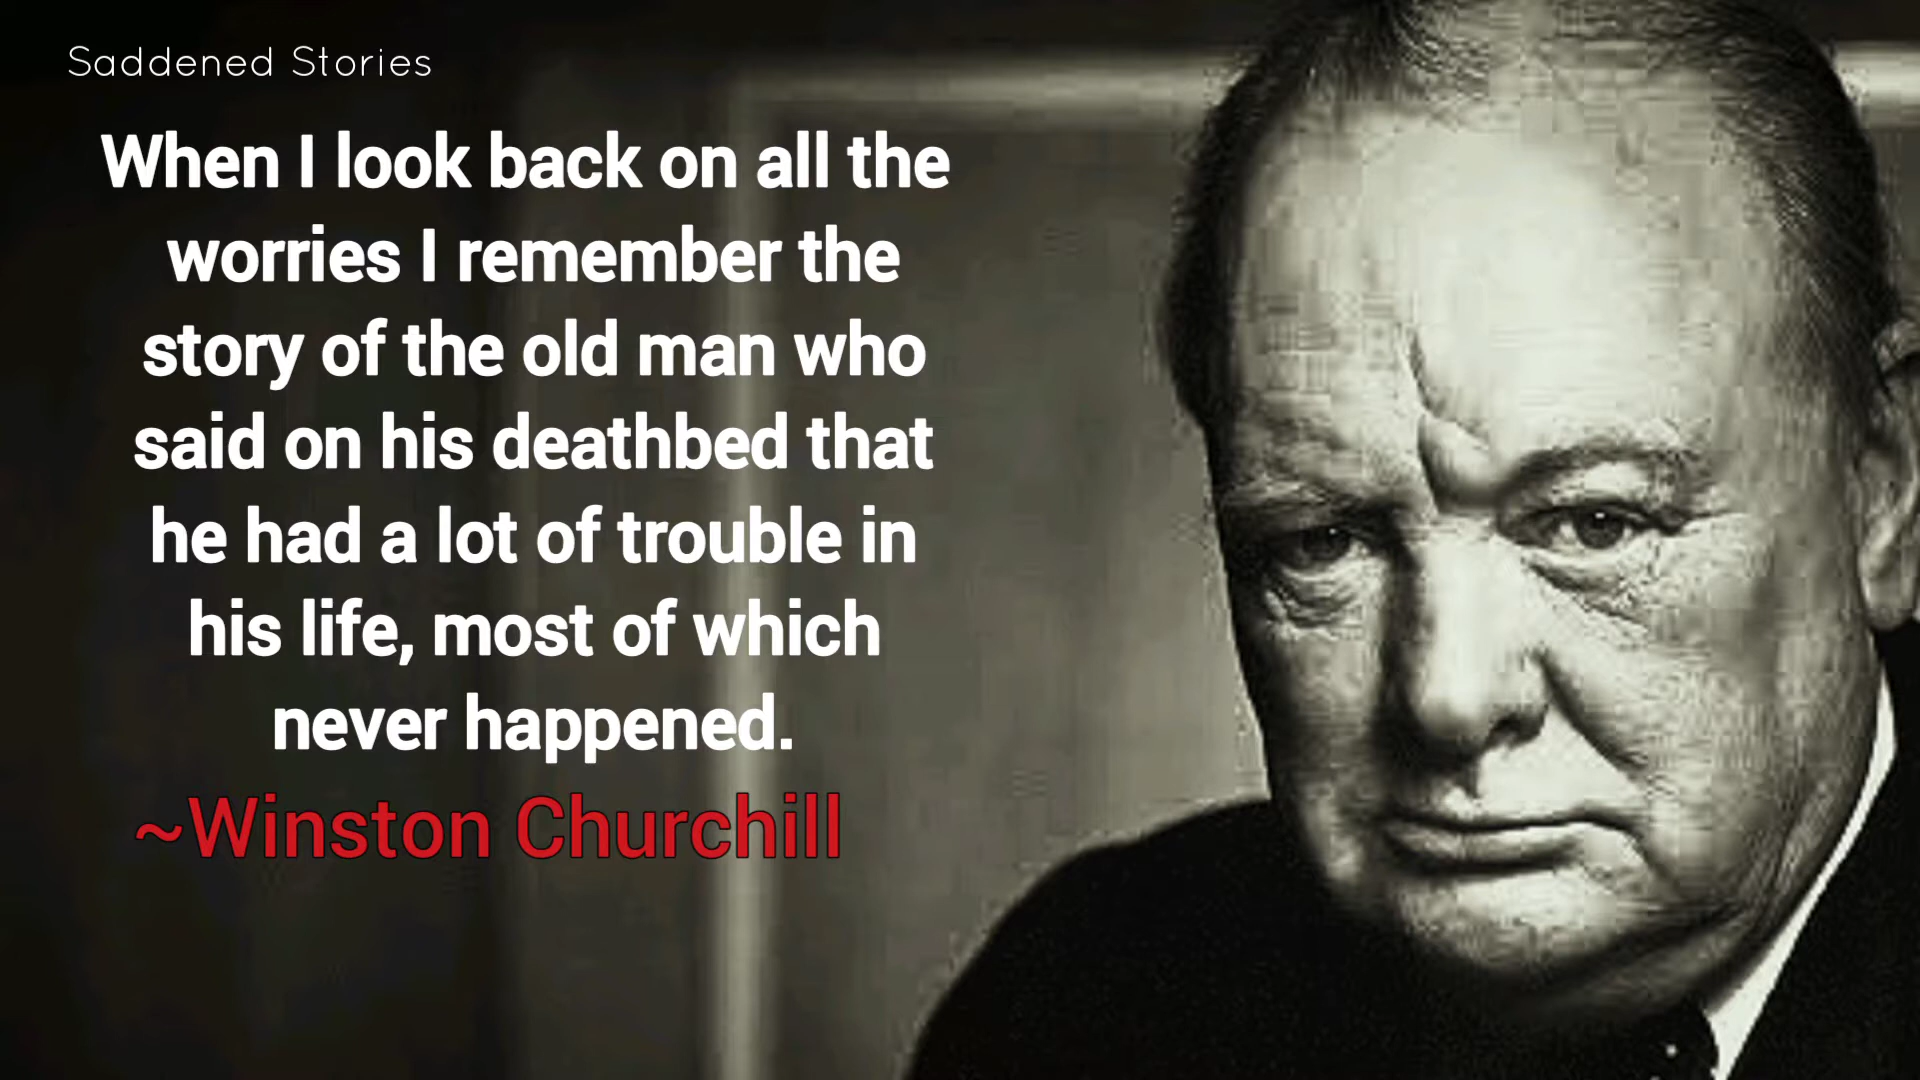 Saddened Stories
When I look back on all the
worries I remember the
story of the old man who
said on his deathbed that
he had a lot of trouble in
his life, most of which
never happened.
~Winston Churchill